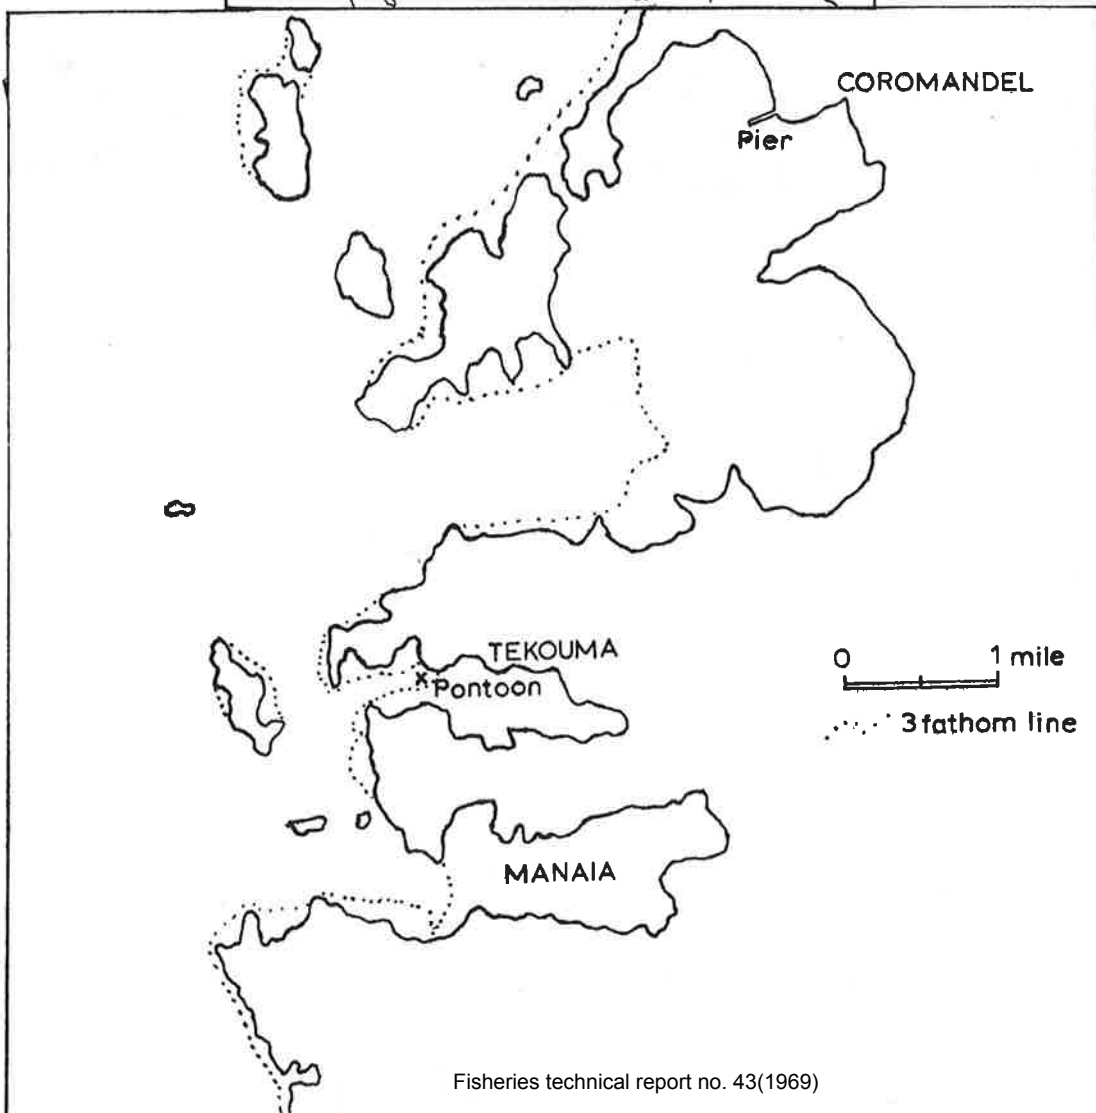 COROMANDEL
Pier
TEKOUMA
Pontoon
0 1 mile
3 fathom line
MANAIA
Fisheries technical report no. 43(1969)